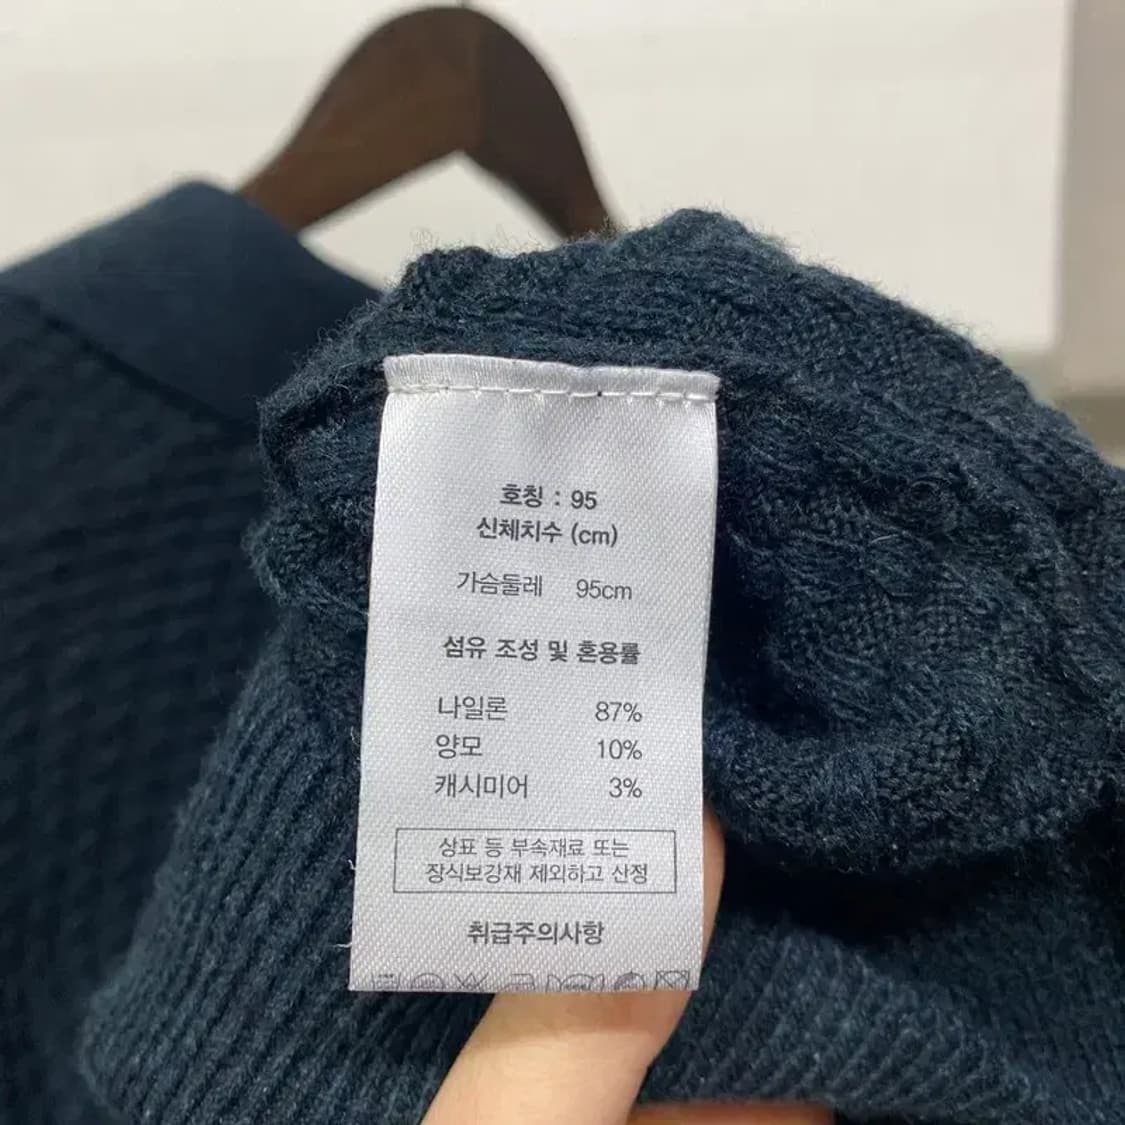 호칭 : 95
신체치수 (cm)
가슴둘레 95cm
섬유 조성 및 혼용률
나일론 87%
양모 10%
캐시미어 3%
상표 등 부속재료 또는
장식보강재 제외하고 산정
취급주의사항